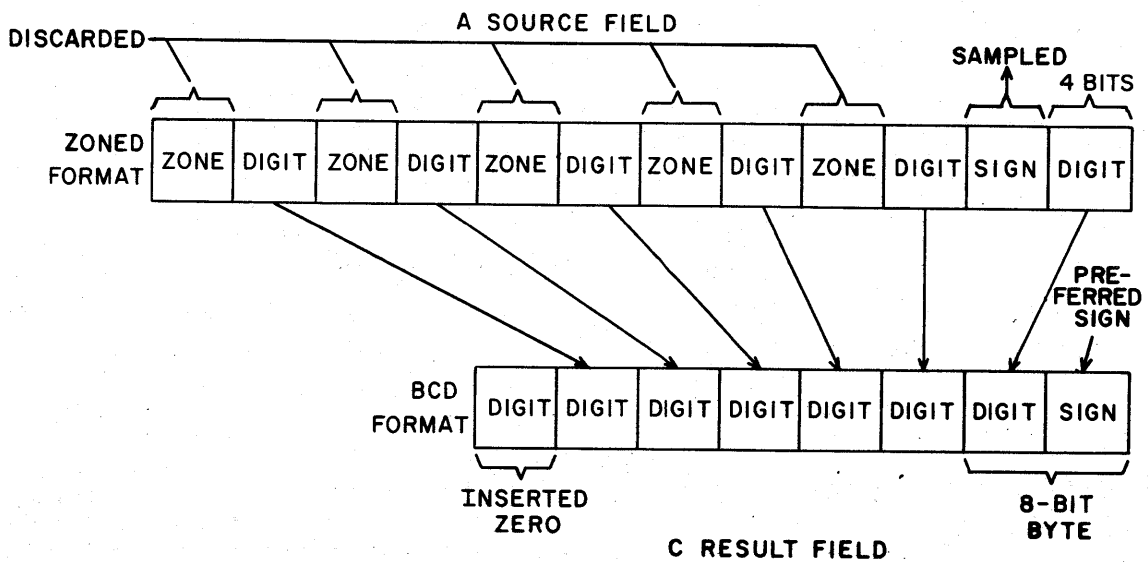 A SOURCE FIELD
DISCARDED
SAMPLED
4 BITS
ZONED
FORMAT
ZONE DIGIT ZONE DIGIT ZONE DIGIT ZONE DIGIT ZONE DIGIT SIGN DIGIT
PRE-
FERRED
SIGN
BCD
FORMAT
DIGIT DIGIT DIGIT DIGIT DIGIT DIGIT DIGIT SIGN
INSERTED
ZERO
8-BIT
BYTE
C RESULT FIELD